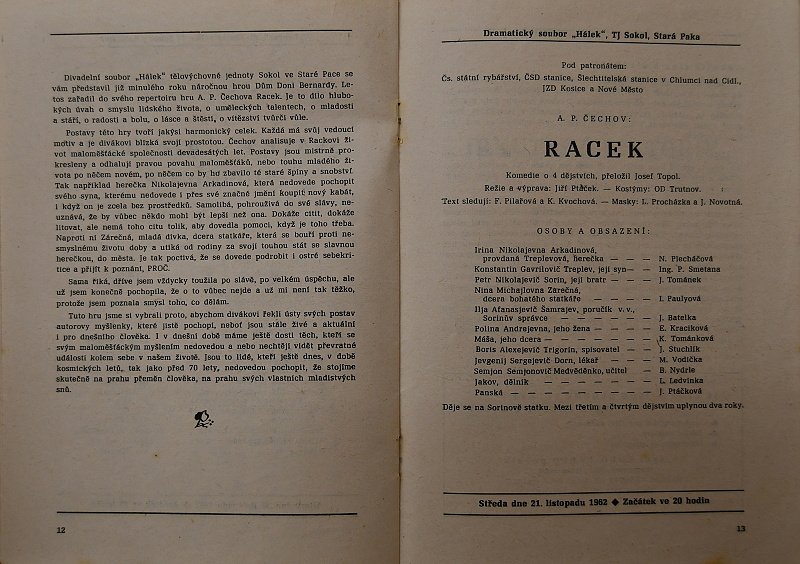 Divadelní soubor „Hálek" tělovýchovné jednoty Sokol ve Staré Pace se
vám představil již minulého roku náročnou hrou Dům Doni Bernardy. Le-
tos zařadil do svého repertoiru hru A. P. Čechova Racek. Je to dílo hlubo-
kých úvah o smyslu lidského života, o uměleckých talentech, o mladosti
a stáří, o radosti a bolu, o lásce a štěstí, o vítězství tvůrčí vůle.
Postavy této hry tvoří jakýsi harmonický celek. Každá má svůj vedoucí
motiv a je divákovi blízká svojí prostotou. Čechov analysuje v Rackovi ži-
vot maloměšťácké společnosti devadesátých let. Postavy jsou mistrně pro-
kresleny a odhalují pravou povahu maloměšťáků, nebo touhu mladého ži-
vota po něčem novém, po něčem co by ho zbavilo té staré špíny a snobství.
Tak například herečka Nikolajevna Arkadinová, která nedovede pochopit
svého syna, kterému nedovede i přes své značné jmění koupit nový kabát,
i když on je zcela bez prostředků. Samolibá, pohroužívá do své slávy, ne-
uznává, že by vůbec někdo mohl být lepší než ona. Dokáže cítit, dokáže
litovat, ale nemá toho citu tolik, aby dovedla pomoci, když je toho třeba.
Naproti ní Zárečná, mladá dívka, dcera statkáře, která se bouří proti ne-
smyslnému životu doby a utíká od rodiny za svojí touhou stát se slavnou
herečkou, do města. Je tak poctivá, že se dovede podrobit i ostré sebekri-
tice a přijít k poznání, PROČ.
Sama říká, dříve jsem vždycky toužila po slávě, po velkém úspěchu, ale
už jsem konečně pochopila, že o to vůbec nejde a už mi není tak těžko,
protože jsem poznala smysl toho, co dělám.
Tuto hru jsme si vybrali proto, abychom divákovi řekli ústy svých postav
autorovy myšlenky, které jistě pochopí, neboť jsou stále živé a aktuální
i pro dnešního člověka. I v dnešní době máme ještě dosti těch, kteří se
svým maloměšťáckým myšlením nedovedou a nebo nechtějí vidět převratné
události kolem sebe v našem životě. Jsou to lidé, kteří ještě dnes, v době
kosmických letů, tak jako před 70 lety, nedovedou pochopit, že stojíme
skutečně na prahu přeměn člověka, na prahu svých vlastních mladistvých
snů.
12
Dramatický soubor „Hálek", TJ Sokol, Stará Paka
Pod patronátem:
Čs. státní rybářství, ČSD stanice, Šlechtitelská stanice v Chlumci nad Cidl.,
JZD Kosice a Nové Město
A. P. ČECHOV:
RACEK
Komedie o 4 dějstvích, přeložil Josef Topol.
Režie a výprava: Jiří Ptáček. — Kostýmy: OD Trutnov.
Text sledují: F. Pilařová a K. Kvochová. — Masky: L. Procházka a J. Novotná.
OSOBY A OBSAZENÍ:
Irina Nikolajevna Arkadinová,
provdaná Treplevová, herečka — — — N. Plecháčová
Konstantin Gavrilovič Treplev, její syn — — Ing. P. Smetana
Petr Nikolajevič Sorin, její bratr — — — J. Tománek
Nina Michajlovna Zárečná,
dcera bohatého statkáře — — — — I. Paulyová
Ilja Afanasjevič Šamrajev, poručík v. v.,
Sorinův správce — — — — — J. Batelka
Polina Andrejevna, jeho žena — — — — E. Kracíková
Máša, jeho dcera — — — — — — K. Tománková
Boris Alexejevič Trigorin, spisovatel — — J. Stuchlík
Jevgenij Sergejevič Dorn, lékař — — — M. Vodička
Semjon Semjonovič Medvěděnko, učitel — B. Nydrle
Jakov, dělník — — — — — — — L. Ledvinka
Panská — — — — — — — — J. Ptáčková
Děje se na Sorinově statku. Mezi třetím a čtvrtým dějstvím uplynou dva roky.
Středa dne 21. listopadu 1962 ◆ Začátek ve 20 hodin
13